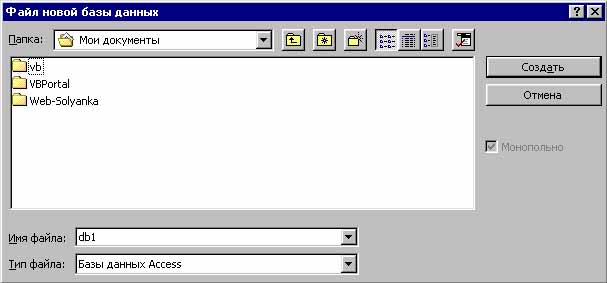 Файл новой базы данных
Папка: Мои документы
vb
VBPortal
Web-Solyanka
Создать
Отмена
Монопольно
Имя файла: db1
Тип файла: Базы данных Access